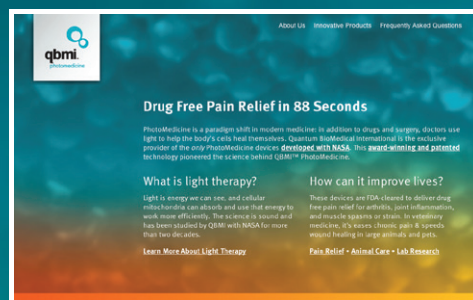 About Us Innovative Products Frequently Asked Questions
qbmi
photomedicine
Drug Free Pain Relief in 88 Seconds
PhotoMedicine is a paradigm shift in modern medicine: in addition to drugs and surgery, doctors use
light to help the body's cells heal themselves. Quantum BioMedical International is the exclusive
provider of the only PhotoMedicine devices developed with NASA. This award-winning and patented
technology pioneered the science behind QBMI™ PhotoMedicine.
What is light therapy?
Light is energy we can see, and cellular
mitochondria can absorb and use that energy to
work more efficiently. The science is sound and
has been studied by QBMI with NASA for more
than two decades.
Learn More About Light Therapy
How can it improve lives?
These devices are FDA-cleared to deliver drug
free pain relief for arthritis, joint inflammation,
and muscle spasms or strain. In veterinary
medicine, it's eases chronic pain & speeds
wound healing in large animals and pets.
Pain Relief • Animal Care • Lab Research